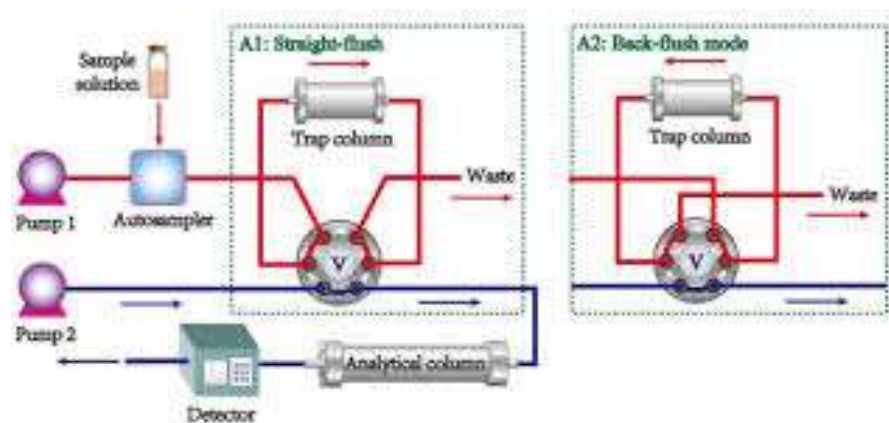 A1: Straight-flush
A2: Back-flush mode
Sample
solution
Trap column
Trap column
Waste
Waste
Pump 1
Autosampler
V
V
Pump 2
Analytical column
Detector